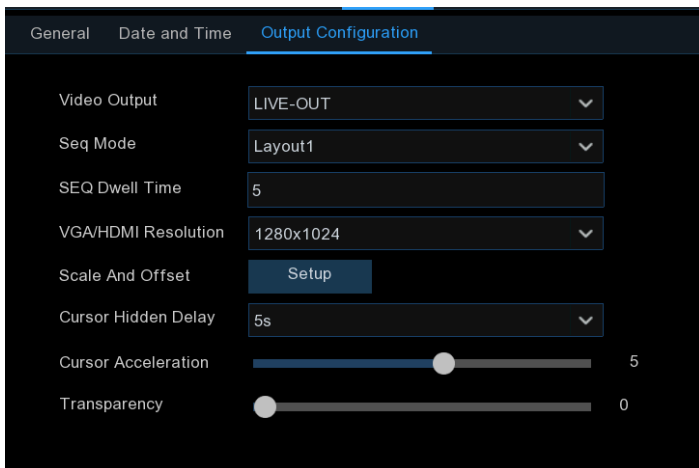 General Date and Time Output Configuration
Video Output LIVE-OUT
Seq Mode Layout1
SEQ Dwell Time 5
VGA/HDMI Resolution 1280x1024
Scale And Offset Setup
Cursor Hidden Delay 5s
Cursor Acceleration 5
Transparency 0